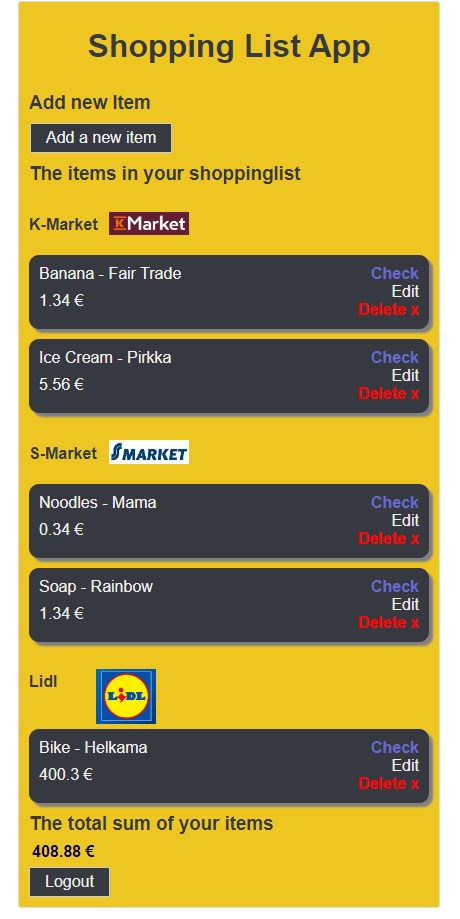 Shopping List App
Add new Item
Add a new item
The items in your shoppinglist
K-Market K Market
Banana - Fair Trade Check
1.34 € Edit
Delete x
Ice Cream - Pirkka Check
5.56 € Edit
Delete x
S-Market S MARKET
Noodles - Mama Check
0.34 € Edit
Delete x
Soap - Rainbow Check
1.34 € Edit
Delete x
Lidl LIDL
Bike - Helkama Check
400.3 € Edit
Delete x
The total sum of your items
408.88 €
Logout